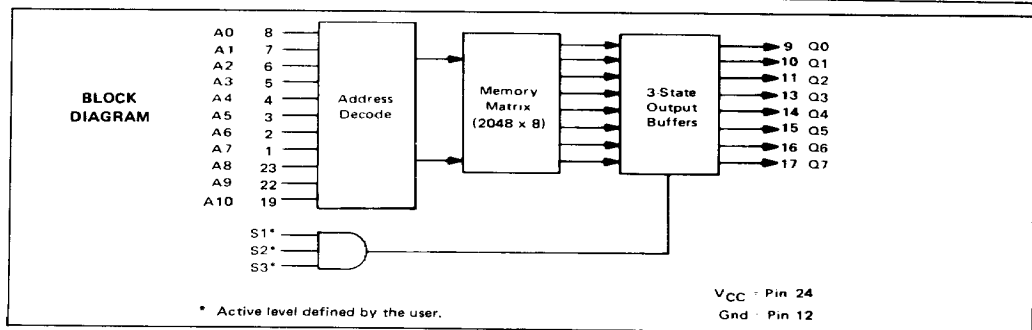 BLOCK
DIAGRAM
A0 8
A1 7
A2 6
A3 5
A4 4
A5 3
A6 2
A7 1
A8 23
A9 22
A10 19
Address
Decode
Memory
Matrix
(2048 x 8)
3-State
Output
Buffers
9 Q0
10 Q1
11 Q2
13 Q3
14 Q4
15 Q5
16 Q6
17 Q7
S1*
S2*
S3*
* Active level defined by the user.
VCC = Pin 24
Gnd = Pin 12